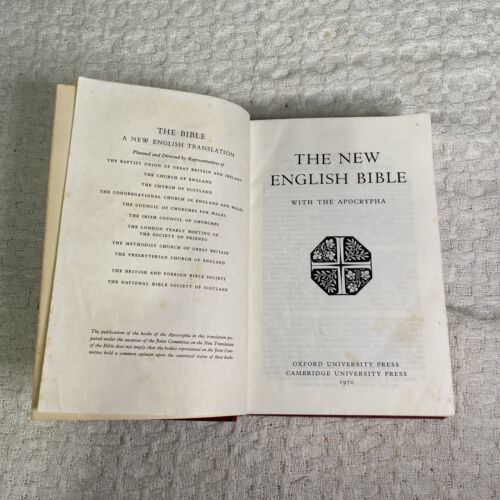 THE BIBLE
A NEW ENGLISH TRANSLATION
Planned and Directed by Representatives of
THE BAPTIST UNION OF GREAT BRITAIN AND IRELAND
THE CHURCH OF ENGLAND
THE CHURCH OF SCOTLAND
THE CONGREGATIONAL CHURCH IN ENGLAND AND WALES
THE COUNCIL OF CHURCHES FOR WALES
THE IRISH COUNCIL OF CHURCHES
THE LONDON YEARLY MEETING OF
THE SOCIETY OF FRIENDS
THE METHODIST CHURCH OF GREAT BRITAIN
THE PRESBYTERIAN CHURCH OF ENGLAND
THE BRITISH AND FOREIGN BIBLE SOCIETY
THE NATIONAL BIBLE SOCIETY OF SCOTLAND
The publication of the books of the Apocrypha in this translation pre-
pared under the auspices of the Joint Committee on the New Translation
of the Bible does not imply that the bodies represented on the Joint Com-
mittee hold a common opinion upon the canonical status of these books
THE NEW
ENGLISH BIBLE
WITH THE APOCRYPHA
OXFORD UNIVERSITY PRESS
CAMBRIDGE UNIVERSITY PRESS
1970